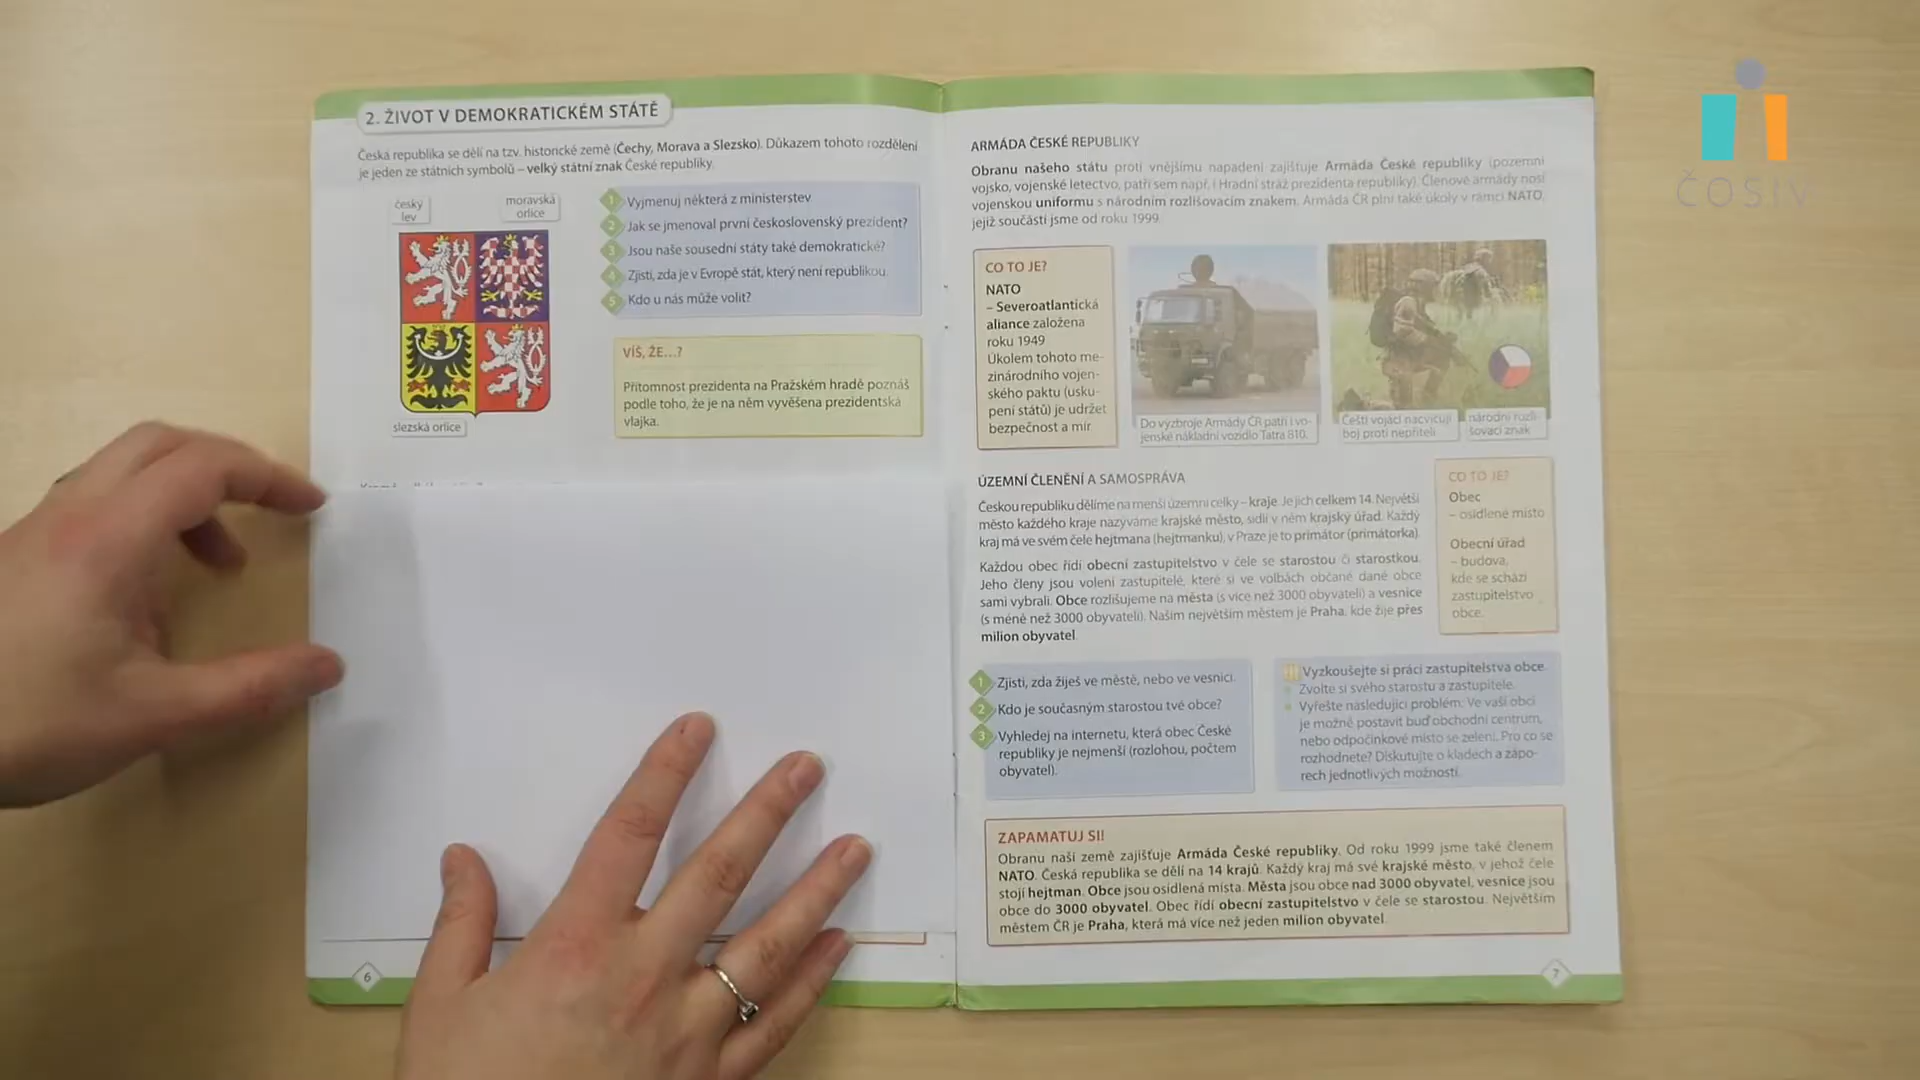 2. ŽIVOT V DEMOKRATICKÉM STÁTĚ
Česká republika se dělí na tzv. historické země (Čechy, Morava a Slezsko). Důkazem tohoto rozdělení
je jeden ze státních symbolů – velký státní znak České republiky.
český
lev
moravská
orlice
slezská orlice
1 Vyjmenuj některá z ministerstev.
2 Jak se jmenoval první československý prezident?
3 Jsou naše sousední státy také demokratické?
4 Zjisti, zda je v Evropě stát, který není republikou.
5 Kdo u nás může volit?
VÍŠ, ŽE...?
Přítomnost prezidenta na Pražském hradě poznáš
podle toho, že je na něm vyvěšena prezidentská
vlajka.
6
ARMÁDA ČESKÉ REPUBLIKY
Obranu našeho státu proti vnějšímu napadení zajišťuje Armáda České republiky (pozemní
vojsko, vojenské letectvo, patří sem např. i Hradní stráž prezidenta republiky). Členové armády nosí
vojenskou uniformu s národním rozlišovacím znakem. Armáda ČR plní také úkoly v rámci NATO,
jejíž součástí jsme od roku 1999.
CO TO JE?
NATO
– Severoatlantická
aliance založena
roku 1949
Úkolem tohoto me-
zinárodního vojen-
ského paktu (usku-
pení států) je udržet
bezpečnost a mír
Do výzbroje Armády ČR patří i vo-
jenské nákladní vozidlo Tatra 810.
Čeští vojáci nacvičují
boj proti nepříteli
národní rozli-
šovací znak
ÚZEMNÍ ČLENĚNÍ A SAMOSPRÁVA
Českou republiku dělíme na menší územní celky – kraje. Je jich celkem 14. Největší
město každého kraje nazýváme krajské město, sídlí v něm krajský úřad. Každý
kraj má ve svém čele hejtmana (hejtmanku), v Praze je to primátor (primátorka).
Každou obec řídí obecní zastupitelstvo v čele se starostou či starostkou.
Jeho členy jsou volení zastupitelé, které si ve volbách občané dané obce
sami vybrali. Obce rozlišujeme na města (s více než 3000 obyvateli) a vesnice
(s méně než 3000 obyvateli). Naším největším městem je Praha, kde žije přes
milion obyvatel.
CO TO JE?
Obec
– osídlené místo
Obecní úřad
– budova,
kde se schází
zastupitelstvo
obce.
1 Zjisti, zda žiješ ve městě, nebo ve vesnici.
2 Kdo je současným starostou tvé obce?
3 Vyhledej na internetu, která obec České
republiky je nejmenší (rozlohou, počtem
obyvatel).
Vyzkoušejte si práci zastupitelstva obce.
Zvolte si svého starostu a zastupitele.
Vyřešte následující problém: Ve vaší obci
je možné postavit buď obchodní centrum,
nebo odpočinkové místo se zelení. Pro co se
rozhodnete? Diskutujte o kladech a zápo-
rech jednotlivých možností.
ZAPAMATUJ SI!
Obranu naší země zajišťuje Armáda České republiky. Od roku 1999 jsme také členem
NATO. Česká republika se dělí na 14 krajů. Každý kraj má své krajské město, v jehož čele
stojí hejtman. Obce jsou osídlená místa. Města jsou obce nad 3000 obyvatel, vesnice jsou
obce do 3000 obyvatel. Obec řídí obecní zastupitelstvo v čele se starostou. Největším
městem ČR je Praha, která má více než jeden milion obyvatel.
7
ČOSIV